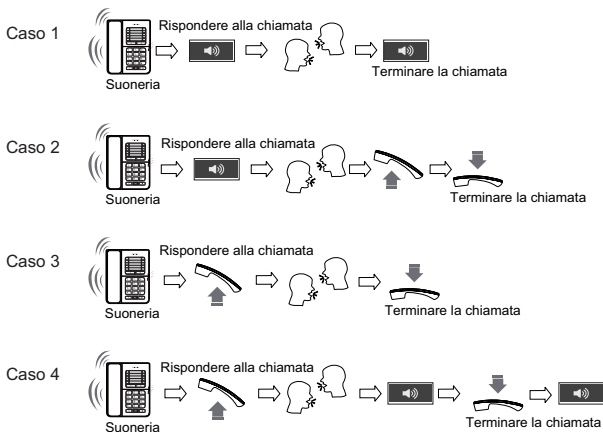 Caso 1
Rispondere alla chiamata
Suoneria
Terminare la chiamata
Caso 2
Rispondere alla chiamata
Suoneria
Terminare la chiamata
Caso 3
Rispondere alla chiamata
Suoneria
Terminare la chiamata
Caso 4
Rispondere alla chiamata
Suoneria
Terminare la chiamata